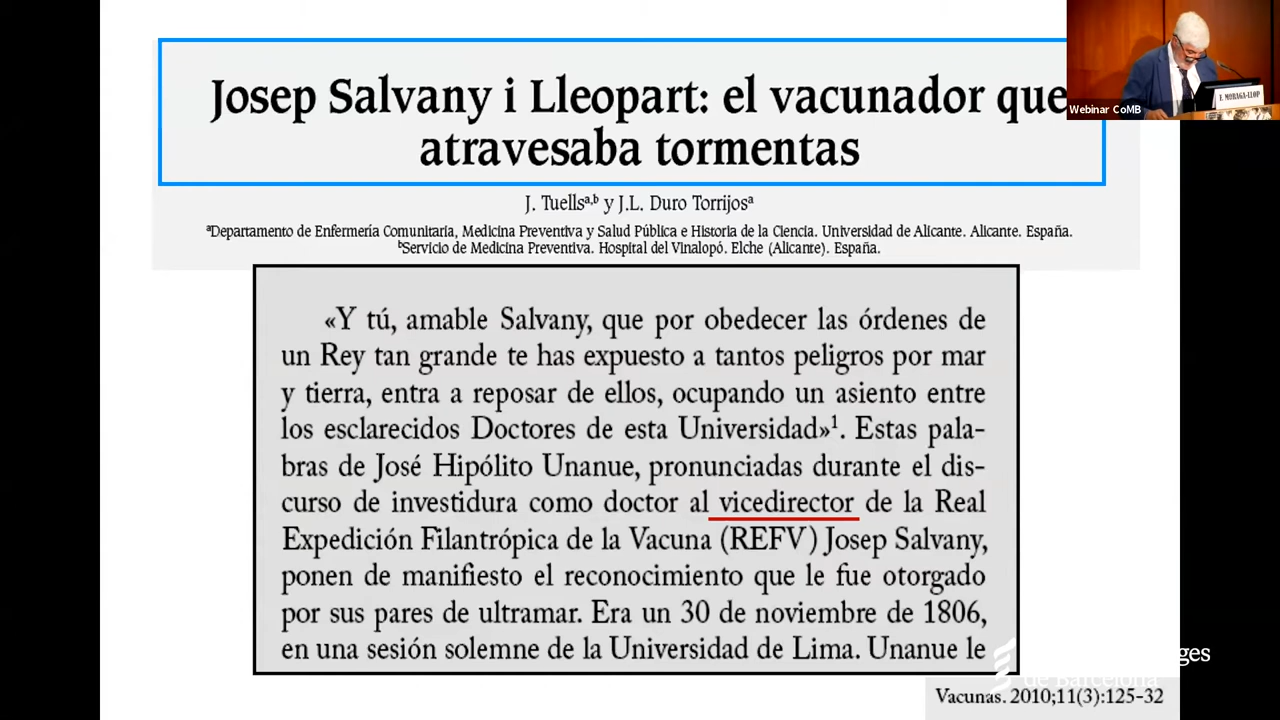 Josep Salvany i Lleopart: el vacunador que
atravesaba tormentas
J. Tuellsa,b y J.L. Duro Torrijosa
aDepartamento de Enfermería Comunitaria, Medicina Preventiva y Salud Pública e Historia de la Ciencia. Universidad de Alicante. Alicante. España.
bServicio de Medicina Preventiva. Hospital del Vinalopó. Elche (Alicante). España.
«Y tú, amable Salvany, que por obedecer las órdenes de
un Rey tan grande te has expuesto a tantos peligros por mar
y tierra, entra a reposar de ellos, ocupando un asiento entre
los esclarecidos Doctores de esta Universidad»1. Estas pala-
bras de José Hipólito Unanue, pronunciadas durante el dis-
curso de investidura como doctor al vicedirector de la Real
Expedición Filantrópica de la Vacuna (REFV) Josep Salvany,
ponen de manifiesto el reconocimiento que le fue otorgado
por sus pares de ultramar. Era un 30 de noviembre de 1806,
en una sesión solemne de la Universidad de Lima. Unanue le
Vacunas. 2010;11(3):125-32
Webinar CoMB
F. MORAGA-LLOP
ges
de Barcelona